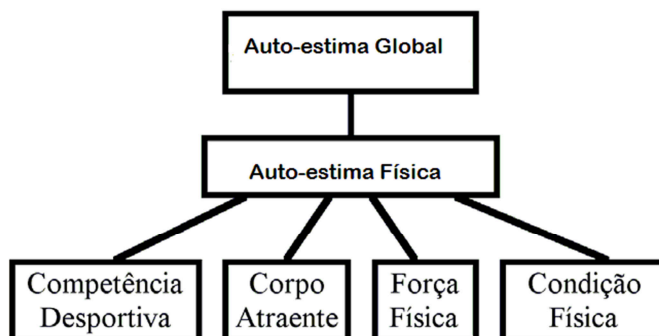 Auto-estima Global
Auto-estima Física
Competência
Desportiva
Corpo
Atraente
Força
Física
Condição
Física